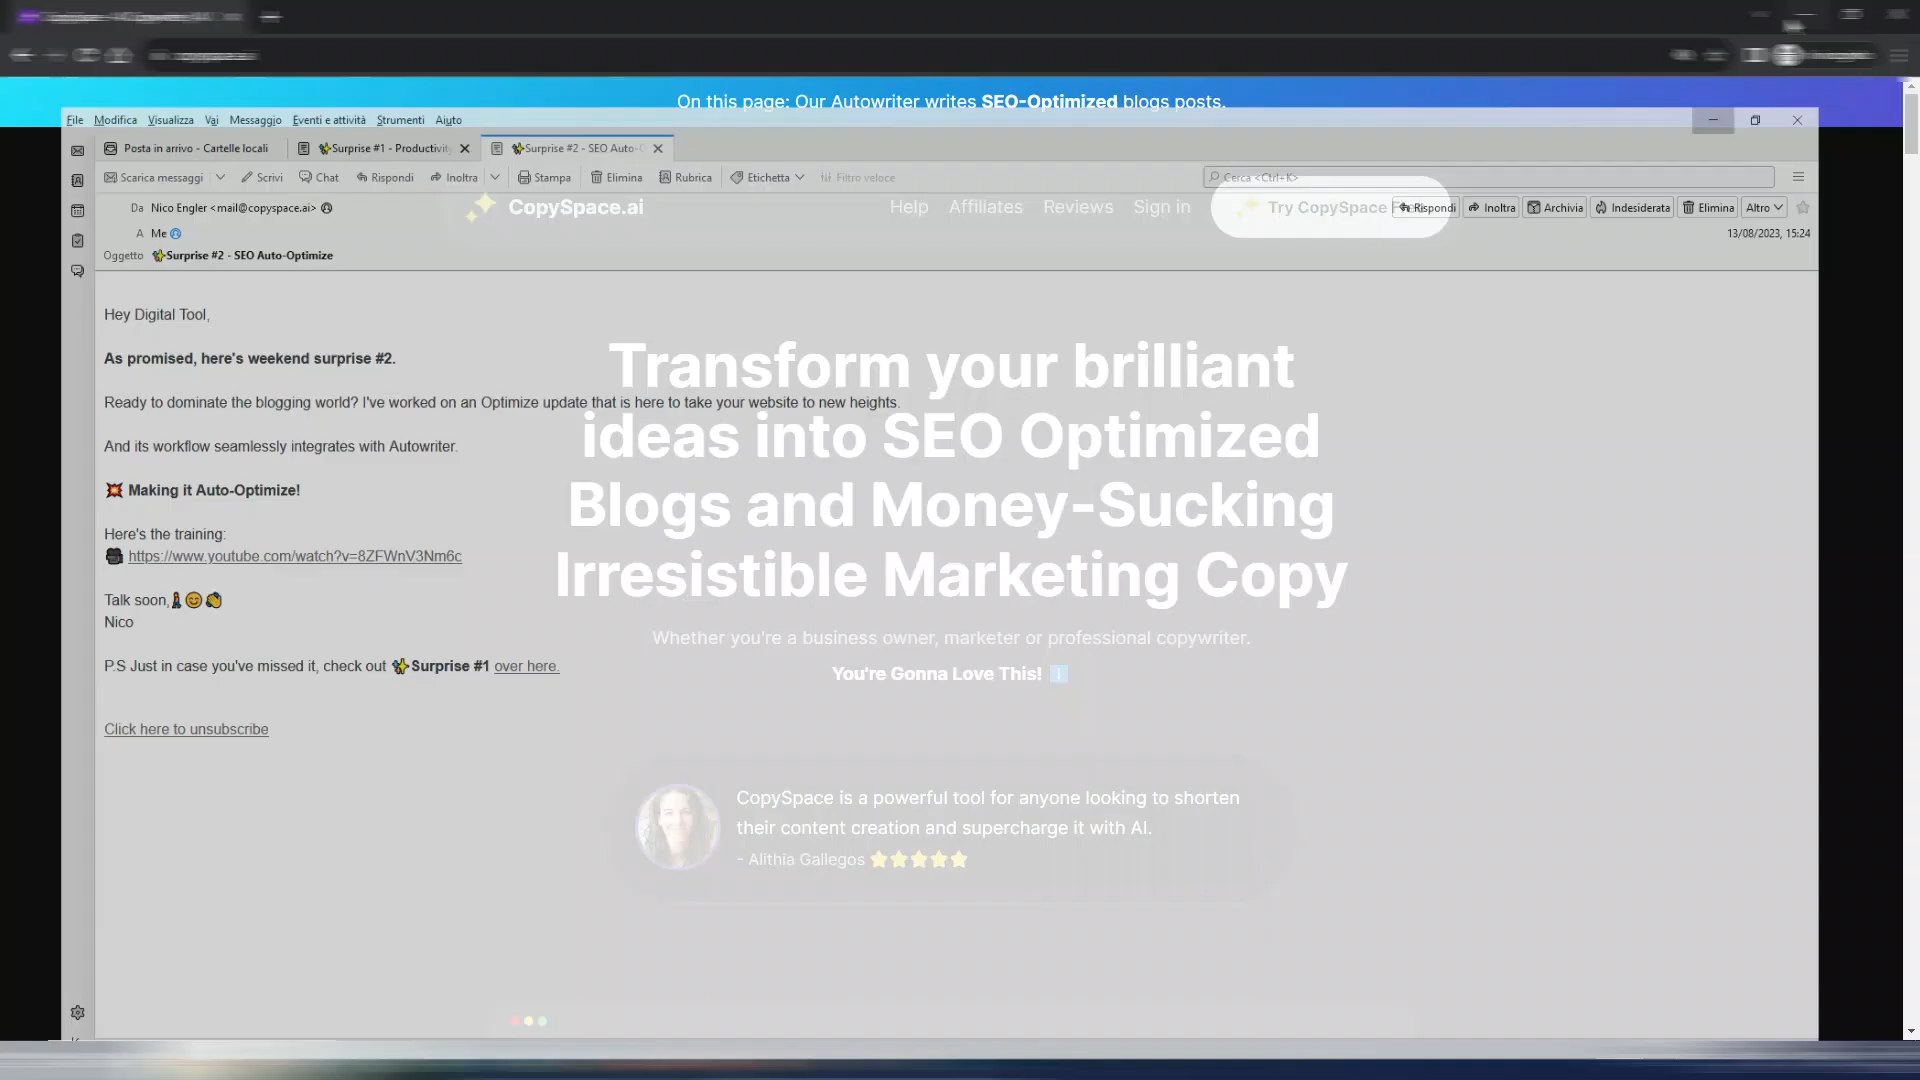 On this page: Our Autowriter writes SEO-Optimized blogs posts.
File Modifica Visualizza Vai Messaggio Eventi e attività Strumenti Aiuto
Posta in arrivo - Cartelle locali ✨Surprise #1 - Productivity ✨Surprise #2 - SEO Auto-O
Scarica messaggi Scrivi Chat Rispondi Inoltra Stampa Elimina Rubrica Etichetta Filtro veloce Cerca <Ctrl+K>
Da Nico Engler <mail@copyspace.ai>
CopySpace.ai Help Affiliates Reviews Sign in Try CopySpace
Rispondi Inoltra Archivia Indesiderata Elimina Altro
A Me 13/08/2023, 15:24
Oggetto ✨Surprise #2 - SEO Auto-Optimize
Hey Digital Tool,
As promised, here's weekend surprise #2.
Ready to dominate the blogging world? I've worked on an Optimize update that is here to take your website to new heights.
And its workflow seamlessly integrates with Autowriter.
💥 Making it Auto-Optimize!
Here's the training:
🎥 https://www.youtube.com/watch?v=8ZFWnV3Nm6c
Talk soon,
Nico
P.S Just in case you've missed it, check out ✨Surprise #1 over here.
Click here to unsubscribe
Transform your brilliant
ideas into SEO Optimized
Blogs and Money-Sucking
Irresistible Marketing Copy
Whether you're a business owner, marketer or professional copywriter.
You're Gonna Love This!
CopySpace is a powerful tool for anyone looking to shorten
their content creation and supercharge it with AI.
- Alithia Gallegos ⭐⭐⭐⭐⭐